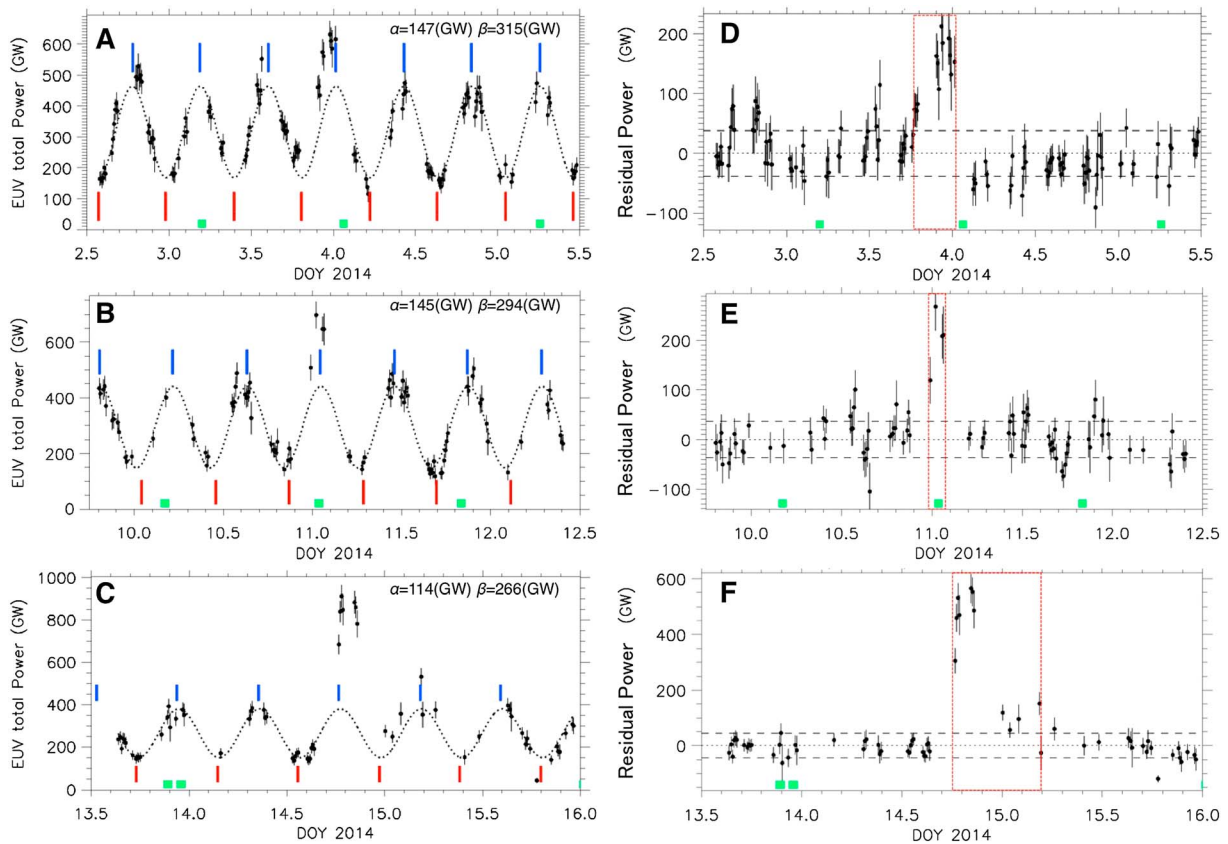 A
α=147(GW) β=315(GW)
EUV total Power (GW)
600
500
400
300
200
100
0
2.5 3.0 3.5 4.0 4.5 5.0 5.5
DOY 2014
D
Residual Power (GW)
200
100
0
−100
2.5 3.0 3.5 4.0 4.5 5.0 5.5
DOY 2014
B
α=145(GW) β=294(GW)
EUV total Power (GW)
600
400
200
0
10.0 10.5 11.0 11.5 12.0 12.5
DOY 2014
E
Residual Power (GW)
200
100
0
−100
10.0 10.5 11.0 11.5 12.0 12.5
DOY 2014
C
α=114(GW) β=266(GW)
EUV total Power (GW)
1000
800
600
400
200
0
13.5 14.0 14.5 15.0 15.5 16.0
DOY 2014
F
Residual Power (GW)
600
400
200
0
13.5 14.0 14.5 15.0 15.5 16.0
DOY 2014